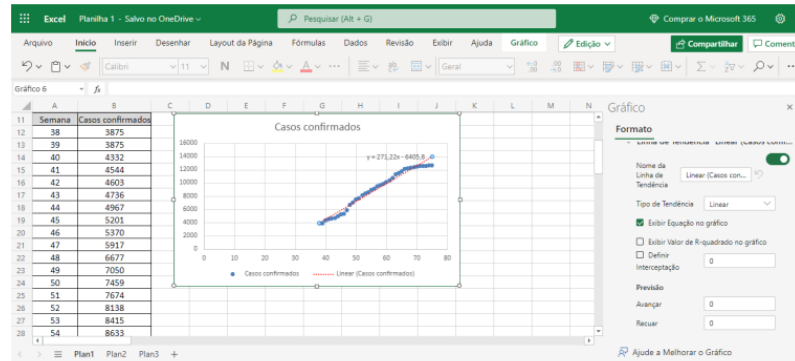 Excel Planilha 1 - Salvo no OneDrive Pesquisar (Alt + G) Comprar o Microsoft 365
Arquivo Início Inserir Desenhar Layout da Página Fórmulas Dados Revisão Exibir Ajuda Gráfico Edição Compartilhar Coment
Calibri 11 N A Geral
Gráfico 6 fx
A B C D E F G H I J K L M N
11 Semana Casos confirmados
12 38 3875
13 39 3875
14 40 4332
15 41 4544
16 42 4603
17 43 4736
18 44 4967
19 45 5201
20 46 5370
21 47 5917
22 48 6677
23 49 7050
24 50 7459
25 51 7674
26 52 8138
27 53 8415
28 54 8633
Casos confirmados
16000
14000
12000
10000
8000
6000
4000
2000
0
y = 271,22x - 6405,8
0 10 20 30 40 50 60 70 80
Casos confirmados Linear (Casos confirmados)
Gráfico
Formato
Linha de Tendência "Linear (Casos confi...
Nome da
Linha de
Tendência
Linear (Casos con...
Tipo de Tendência Linear
Exibir Equação no gráfico
Exibir Valor de R-quadrado no gráfico
Definir
Interceptação
0
Previsão
Avançar 0
Recuar 0
Ajude a Melhorar o Gráfico
Plan1 Plan2 Plan3